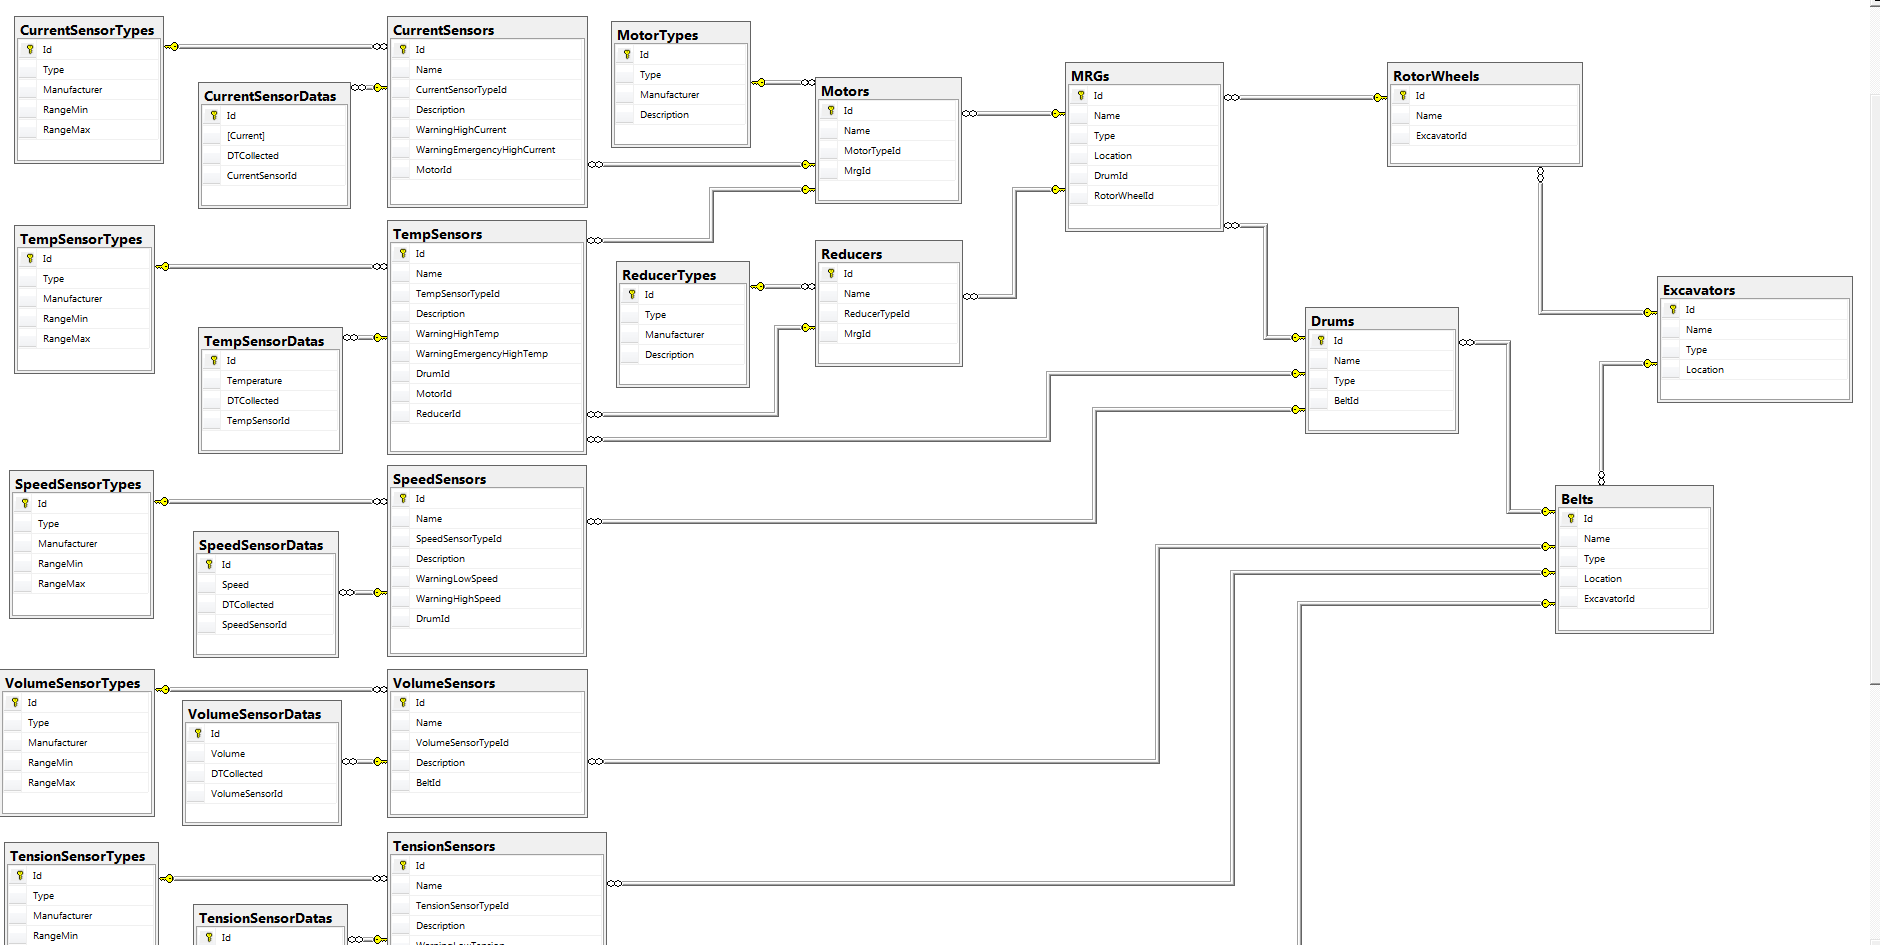 CurrentSensorTypes
Id
Type
Manufacturer
RangeMin
RangeMax
CurrentSensorDatas
Id
[Current]
DTCollected
CurrentSensorId
CurrentSensors
Id
Name
CurrentSensorTypeId
Description
WarningHighCurrent
WarningEmergencyHighCurrent
MotorId
MotorTypes
Id
Type
Manufacturer
Description
Motors
Id
Name
MotorTypeId
MrgId
MRGs
Id
Name
Type
Location
DrumId
RotorWheelId
RotorWheels
Id
Name
ExcavatorId
TempSensorTypes
Id
Type
Manufacturer
RangeMin
RangeMax
TempSensorDatas
Id
Temperature
DTCollected
TempSensorId
TempSensors
Id
Name
TempSensorTypeId
Description
WarningHighTemp
WarningEmergencyHighTemp
DrumId
MotorId
ReducerId
ReducerTypes
Id
Type
Manufacturer
Description
Reducers
Id
Name
ReducerTypeId
MrgId
Drums
Id
Name
Type
BeltId
Excavators
Id
Name
Type
Location
SpeedSensorTypes
Id
Type
Manufacturer
RangeMin
RangeMax
SpeedSensorDatas
Id
Speed
DTCollected
SpeedSensorId
SpeedSensors
Id
Name
SpeedSensorTypeId
Description
WarningLowSpeed
WarningHighSpeed
DrumId
Belts
Id
Name
Type
Location
ExcavatorId
VolumeSensorTypes
Id
Type
Manufacturer
RangeMin
RangeMax
VolumeSensorDatas
Id
Volume
DTCollected
VolumeSensorId
VolumeSensors
Id
Name
VolumeSensorTypeId
Description
BeltId
TensionSensorTypes
Id
Type
Manufacturer
RangeMin
TensionSensorDatas
Id
TensionSensors
Id
Name
TensionSensorTypeId
Description
WarningLowTension